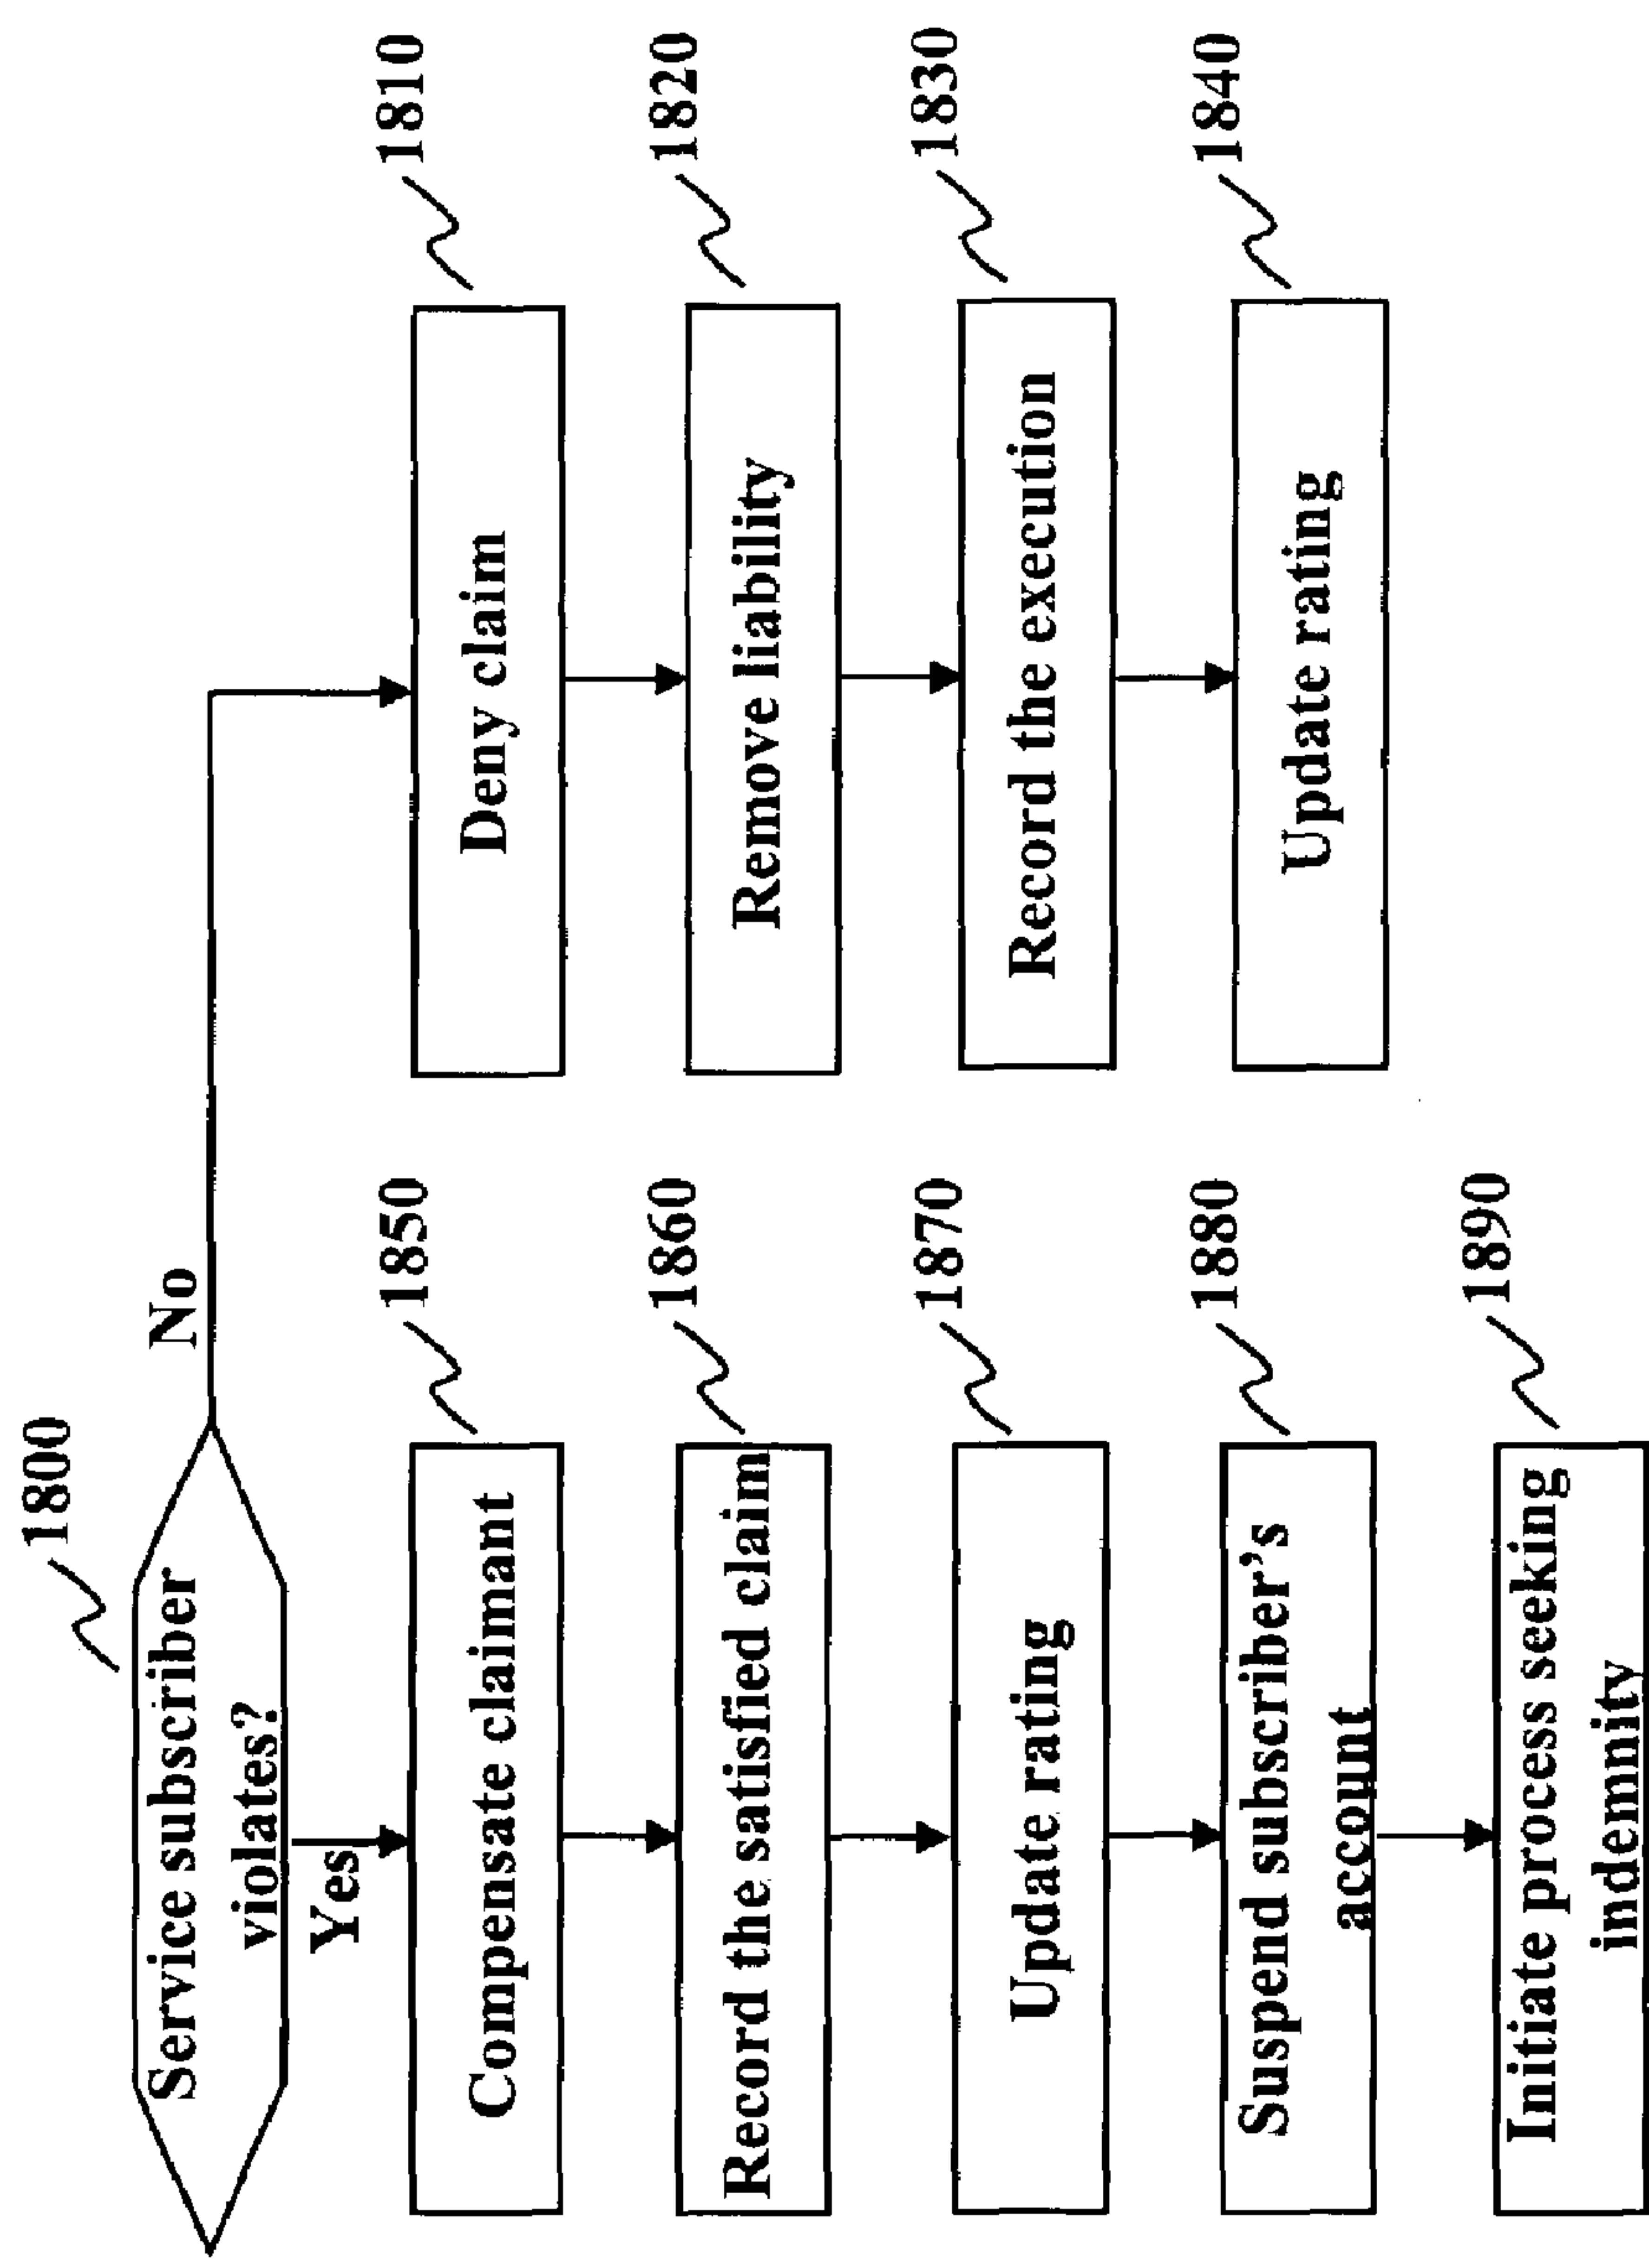 1800
Service subscriber
violates?
No
Yes
1850
Compensate claimant
1860
Record the satisfied claim
1870
Update rating
1880
Suspend subscriber's
account
1890
Initiate process seeking
indemnity
1810
Deny claim
1820
Remove liability
1830
Record the execution
1840
Update rating